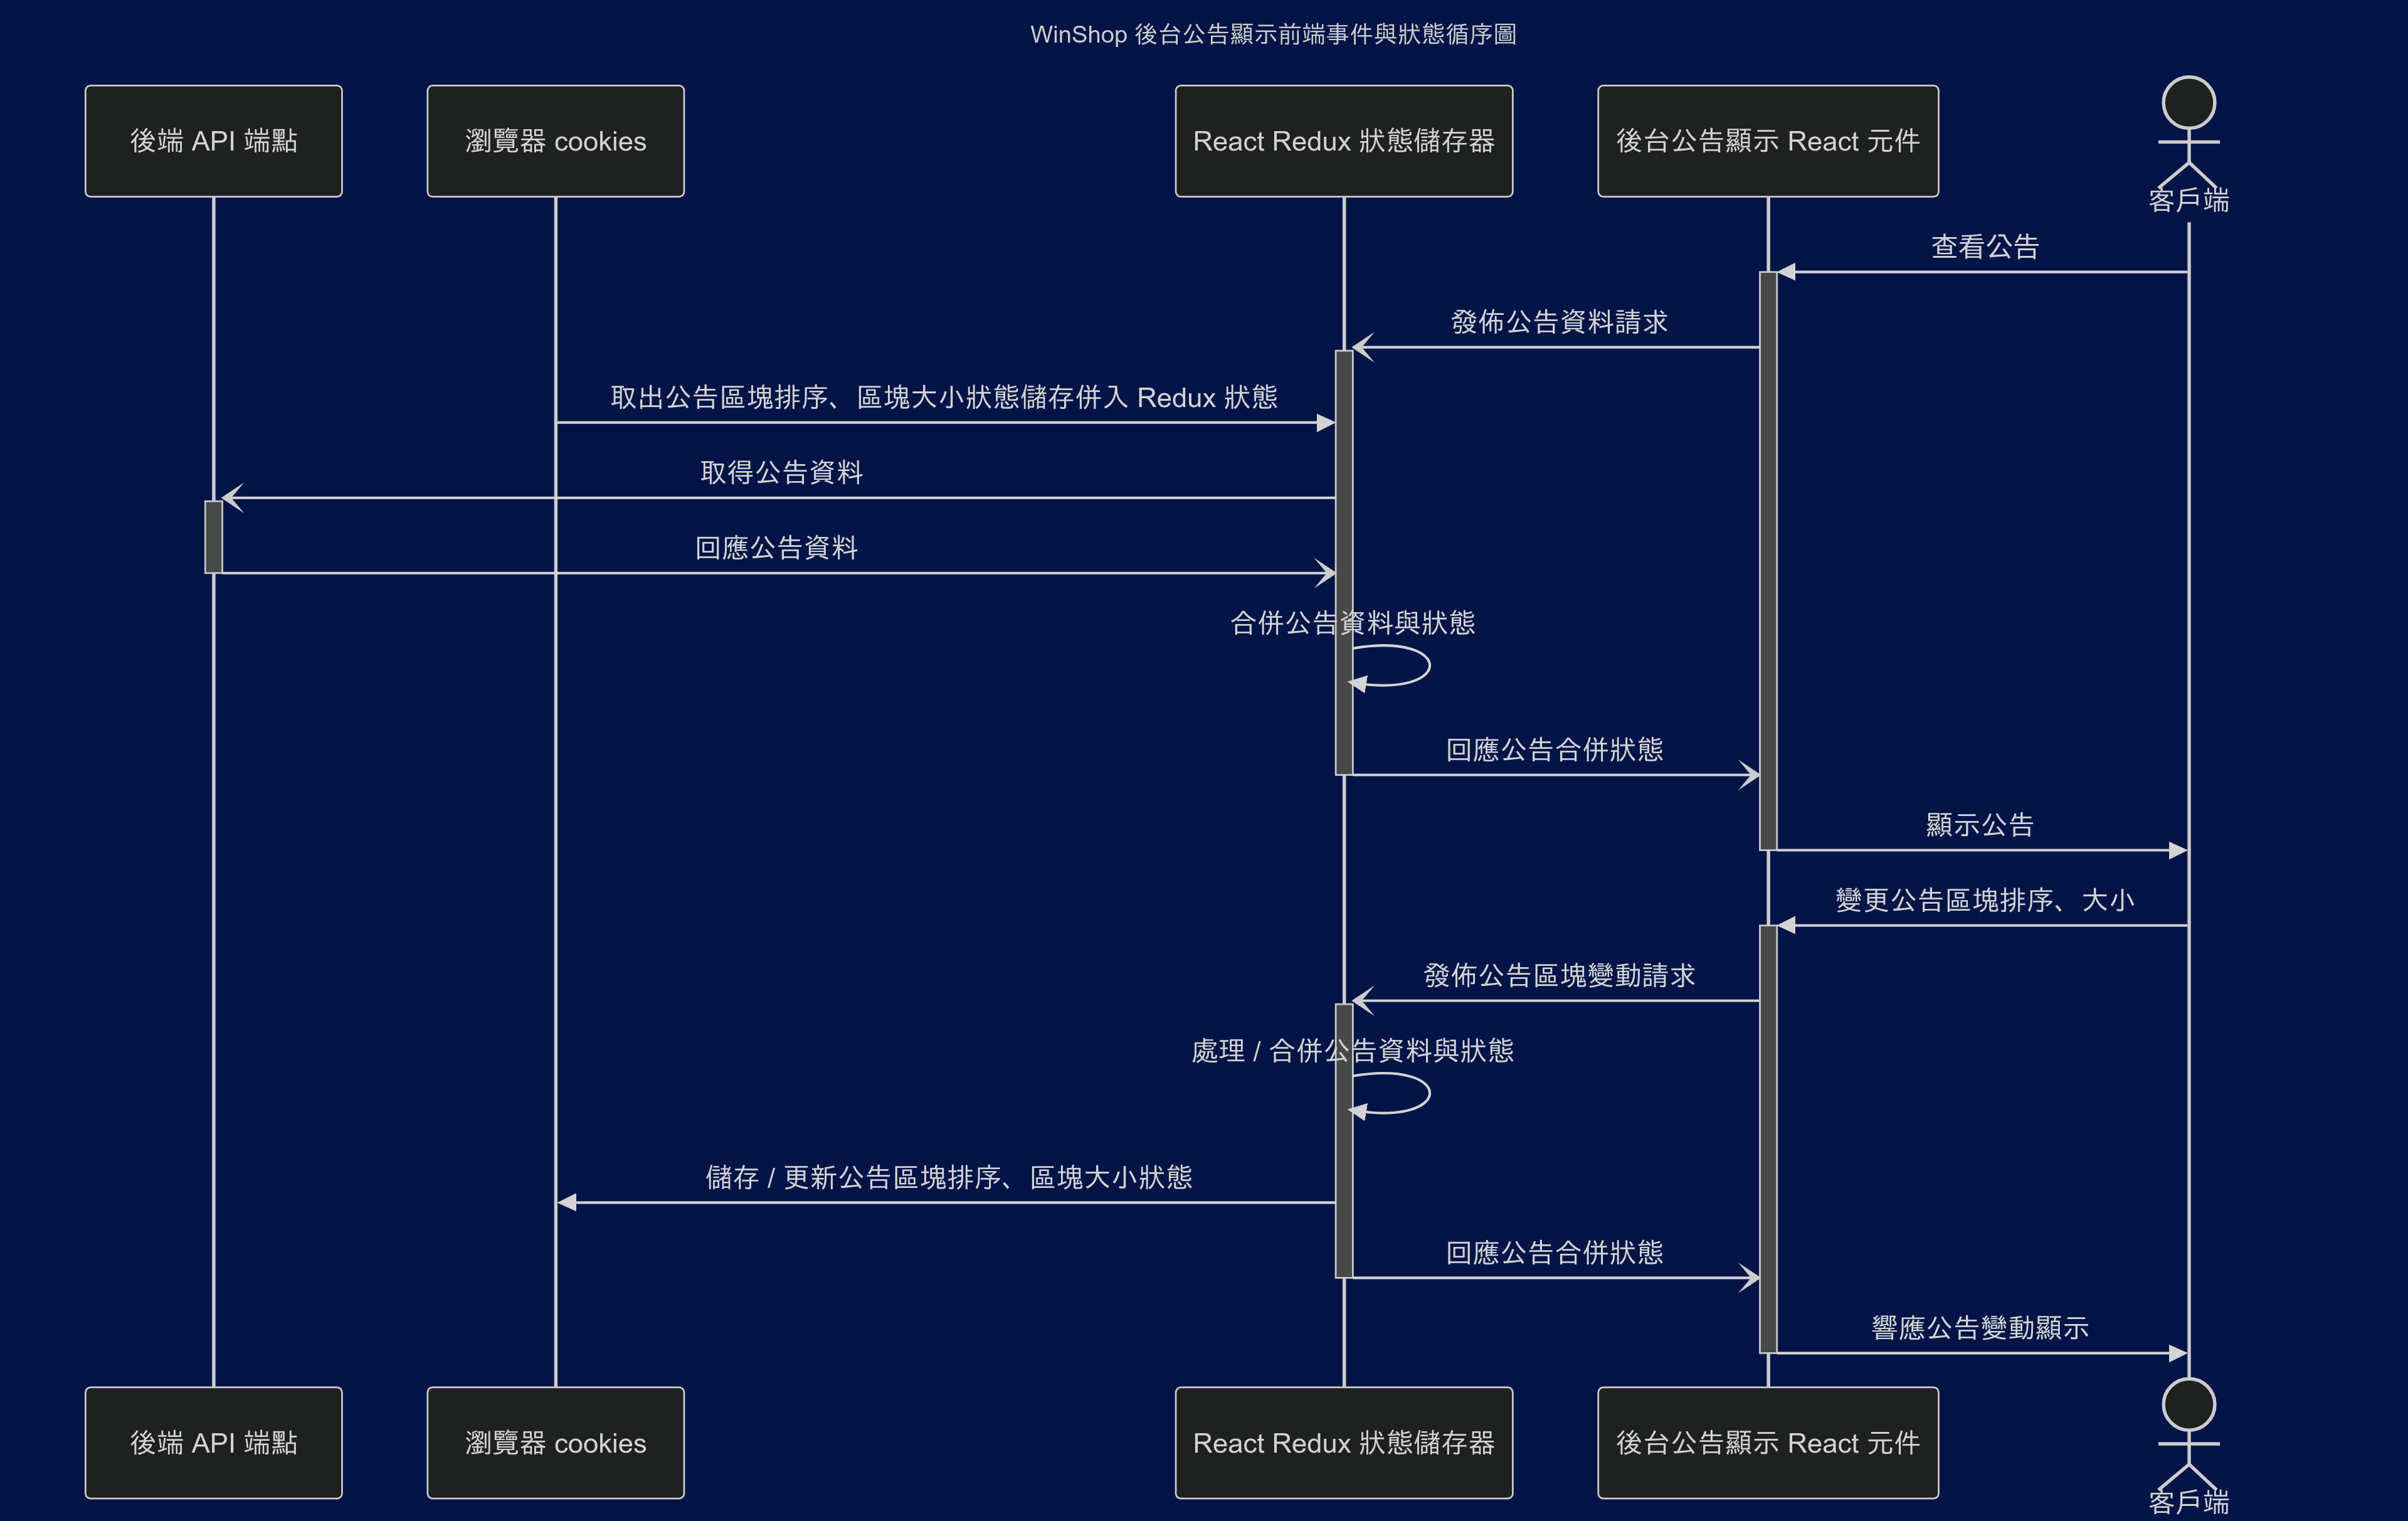 WinShop 後台公告顯示前端事件與狀態循序圖
後端 API 端點
瀏覽器 cookies
React Redux 狀態儲存器
後台公告顯示 React 元件
客戶端
查看公告
發佈公告資料請求
取出公告區塊排序、區塊大小狀態儲存併入 Redux 狀態
取得公告資料
回應公告資料
合併公告資料與狀態
回應公告合併狀態
顯示公告
變更公告區塊排序、大小
發佈公告區塊變動請求
處理 / 合併公告資料與狀態
儲存 / 更新公告區塊排序、區塊大小狀態
回應公告合併狀態
響應公告變動顯示
後端 API 端點
瀏覽器 cookies
React Redux 狀態儲存器
後台公告顯示 React 元件
客戶端